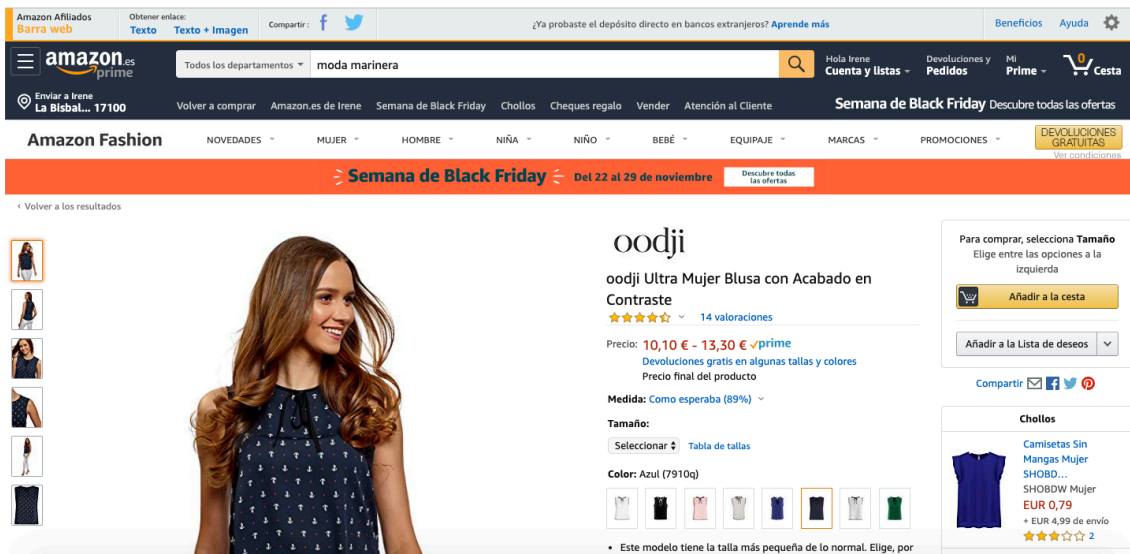 Amazon Afiliados
Barra web
Obtener enlace:
Texto Texto + Imagen
Compartir :
¿Ya probaste el depósito directo en bancos extranjeros? Aprende más
Beneficios Ayuda
amazon.es
prime
Todos los departamentos
moda marinera
Hola Irene
Cuenta y listas
Devoluciones y
Pedidos
Mi
Prime
0
Cesta
Enviar a Irene
La Bisbal... 17100
Volver a comprar Amazon.es de Irene Semana de Black Friday Chollos Cheques regalo Vender Atención al Cliente
Semana de Black Friday Descubre todas las ofertas
Amazon Fashion
NOVEDADES MUJER HOMBRE NIÑA NIÑO BEBÉ EQUIPAJE MARCAS PROMOCIONES
DEVOLUCIONES
GRATUITAS
Ver condiciones
Semana de Black Friday Del 22 al 29 de noviembre
Descubre todas
las ofertas
‹ Volver a los resultados
oodji
oodji Ultra Mujer Blusa con Acabado en
Contraste
14 valoraciones
Precio: 10,10 € - 13,30 € prime
Devoluciones gratis en algunas tallas y colores
Precio final del producto
Medida: Como esperaba (89%)
Tamaño:
Seleccionar Tabla de tallas
Color: Azul (7910q)
• Este modelo tiene la talla más pequeña de lo normal. Elige, por
Para comprar, selecciona Tamaño
Elige entre las opciones a la
izquierda
Añadir a la cesta
Añadir a la Lista de deseos
Compartir
Chollos
Camisetas Sin
Mangas Mujer
SHOBD...
SHOBDW Mujer
EUR 0,79
+ EUR 4,99 de envío
2